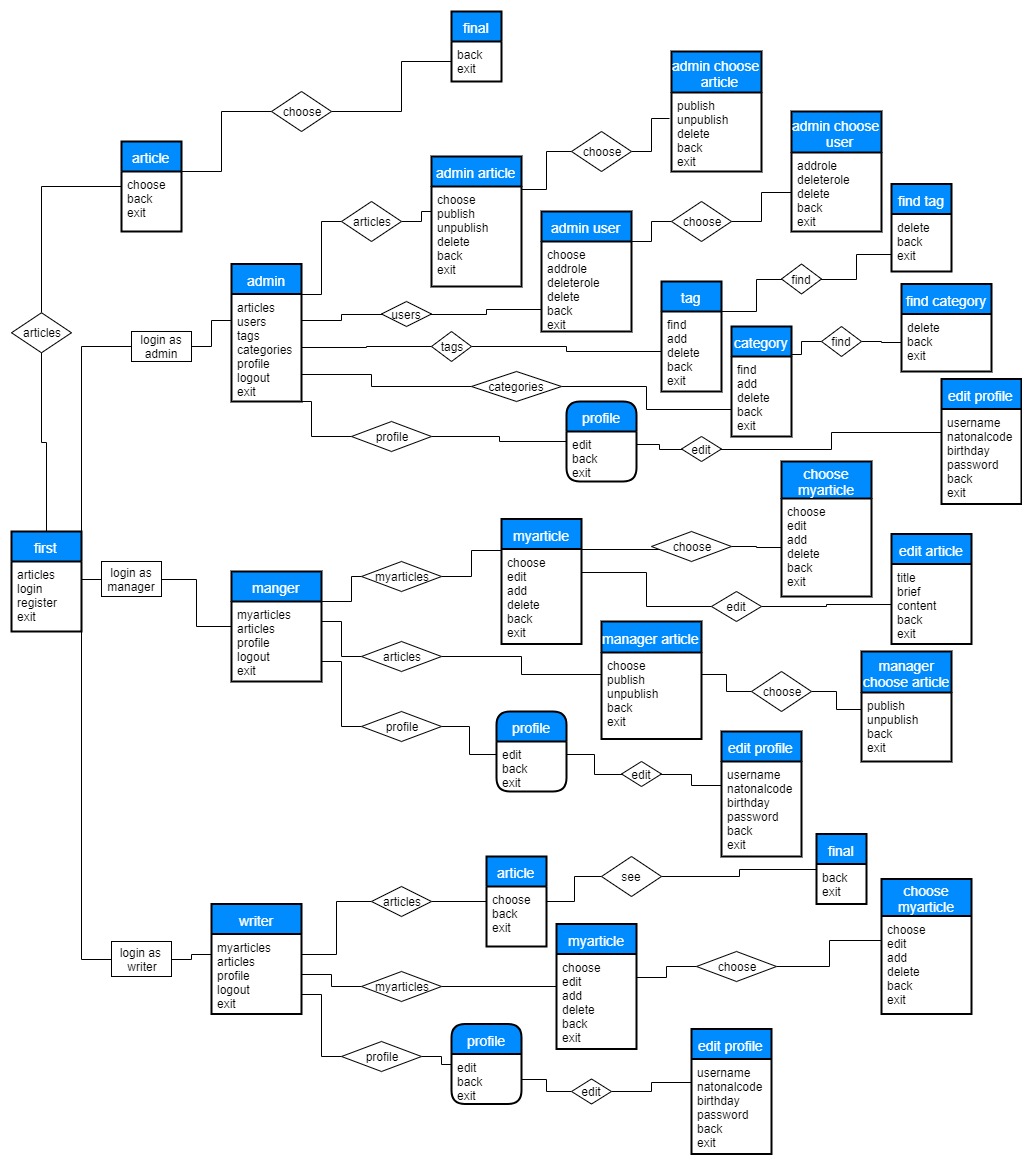 final
back
exit
choose
article
choose
back
exit
articles
admin choose
article
publish
unpublish
delete
back
exit
choose
admin article
choose
publish
unpublish
delete
back
exit
articles
admin choose
user
addrole
deleterole
delete
back
exit
choose
admin user
choose
addrole
deleterole
delete
back
exit
users
admin
articles
users
tags
categories
profile
logout
exit
login as
admin
find tag
delete
back
exit
find
tag
find
add
delete
back
exit
tags
find category
delete
back
exit
find
category
find
add
delete
back
exit
categories
profile
profile
edit
back
exit
edit
edit profile
username
natonalcode
birthday
password
back
exit
first
articles
login
register
exit
login as
manager
manger
myarticles
articles
profile
logout
exit
myarticles
myarticle
choose
edit
add
delete
back
exit
choose
choose
myarticle
choose
edit
add
delete
back
exit
edit
edit article
title
brief
content
back
exit
articles
manager article
choose
publish
unpublish
back
exit
choose
manager
choose article
publish
unpublish
back
exit
profile
profile
edit
back
exit
edit
edit profile
username
natonalcode
birthday
password
back
exit
login as
writer
writer
myarticles
articles
profile
logout
exit
articles
article
choose
back
exit
see
final
back
exit
myarticles
myarticle
choose
edit
add
delete
back
exit
choose
choose
myarticle
choose
edit
add
delete
back
exit
profile
profile
edit
back
exit
edit
edit profile
username
natonalcode
birthday
password
back
exit